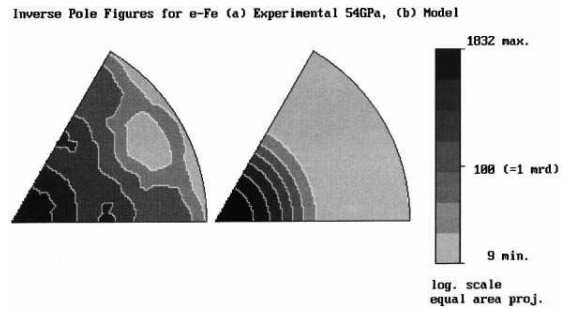 Inverse Pole Figures for e-Fe (a) Experimental 54GPa, (b) Model
1832 max.
100 (=1 mrd)
9 min.
log. scale
equal area proj.